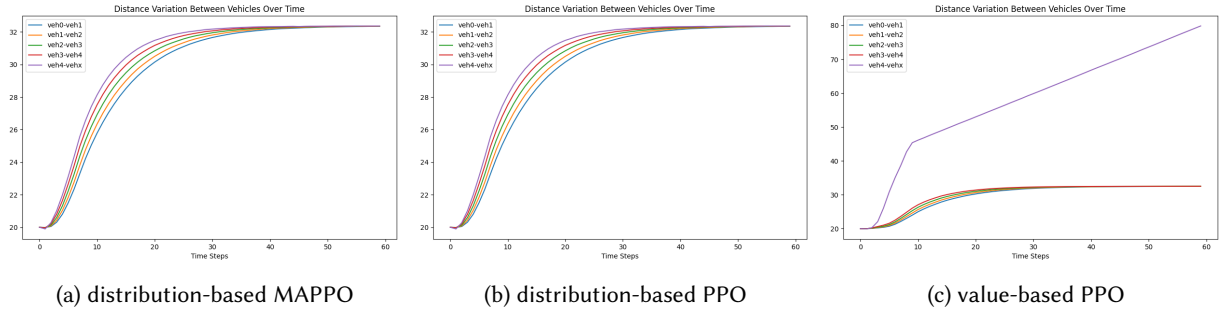 Distance Variation Between Vehicles Over Time
veh0-veh1
veh1-veh2
veh2-veh3
veh3-veh4
veh4-vehx
32
30
28
26
24
22
20
0 10 20 30 40 50 60
Time Steps
(a) distribution-based MAPPO
Distance Variation Between Vehicles Over Time
veh0-veh1
veh1-veh2
veh2-veh3
veh3-veh4
veh4-vehx
32
30
28
26
24
22
20
0 10 20 30 40 50 60
Time Steps
(b) distribution-based PPO
Distance Variation Between Vehicles Over Time
veh0-veh1
veh1-veh2
veh2-veh3
veh3-veh4
veh4-vehx
80
70
60
50
40
30
20
0 10 20 30 40 50 60
Time Steps
(c) value-based PPO